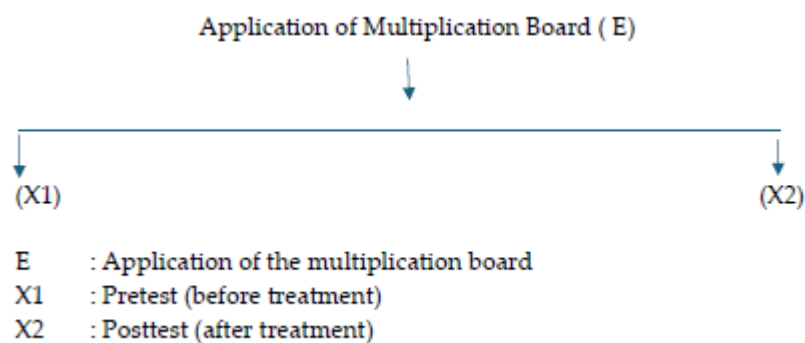 Application of Multiplication Board ( E)
(X1) (X2)
E : Application of the multiplication board
X1 : Pretest (before treatment)
X2 : Posttest (after treatment)